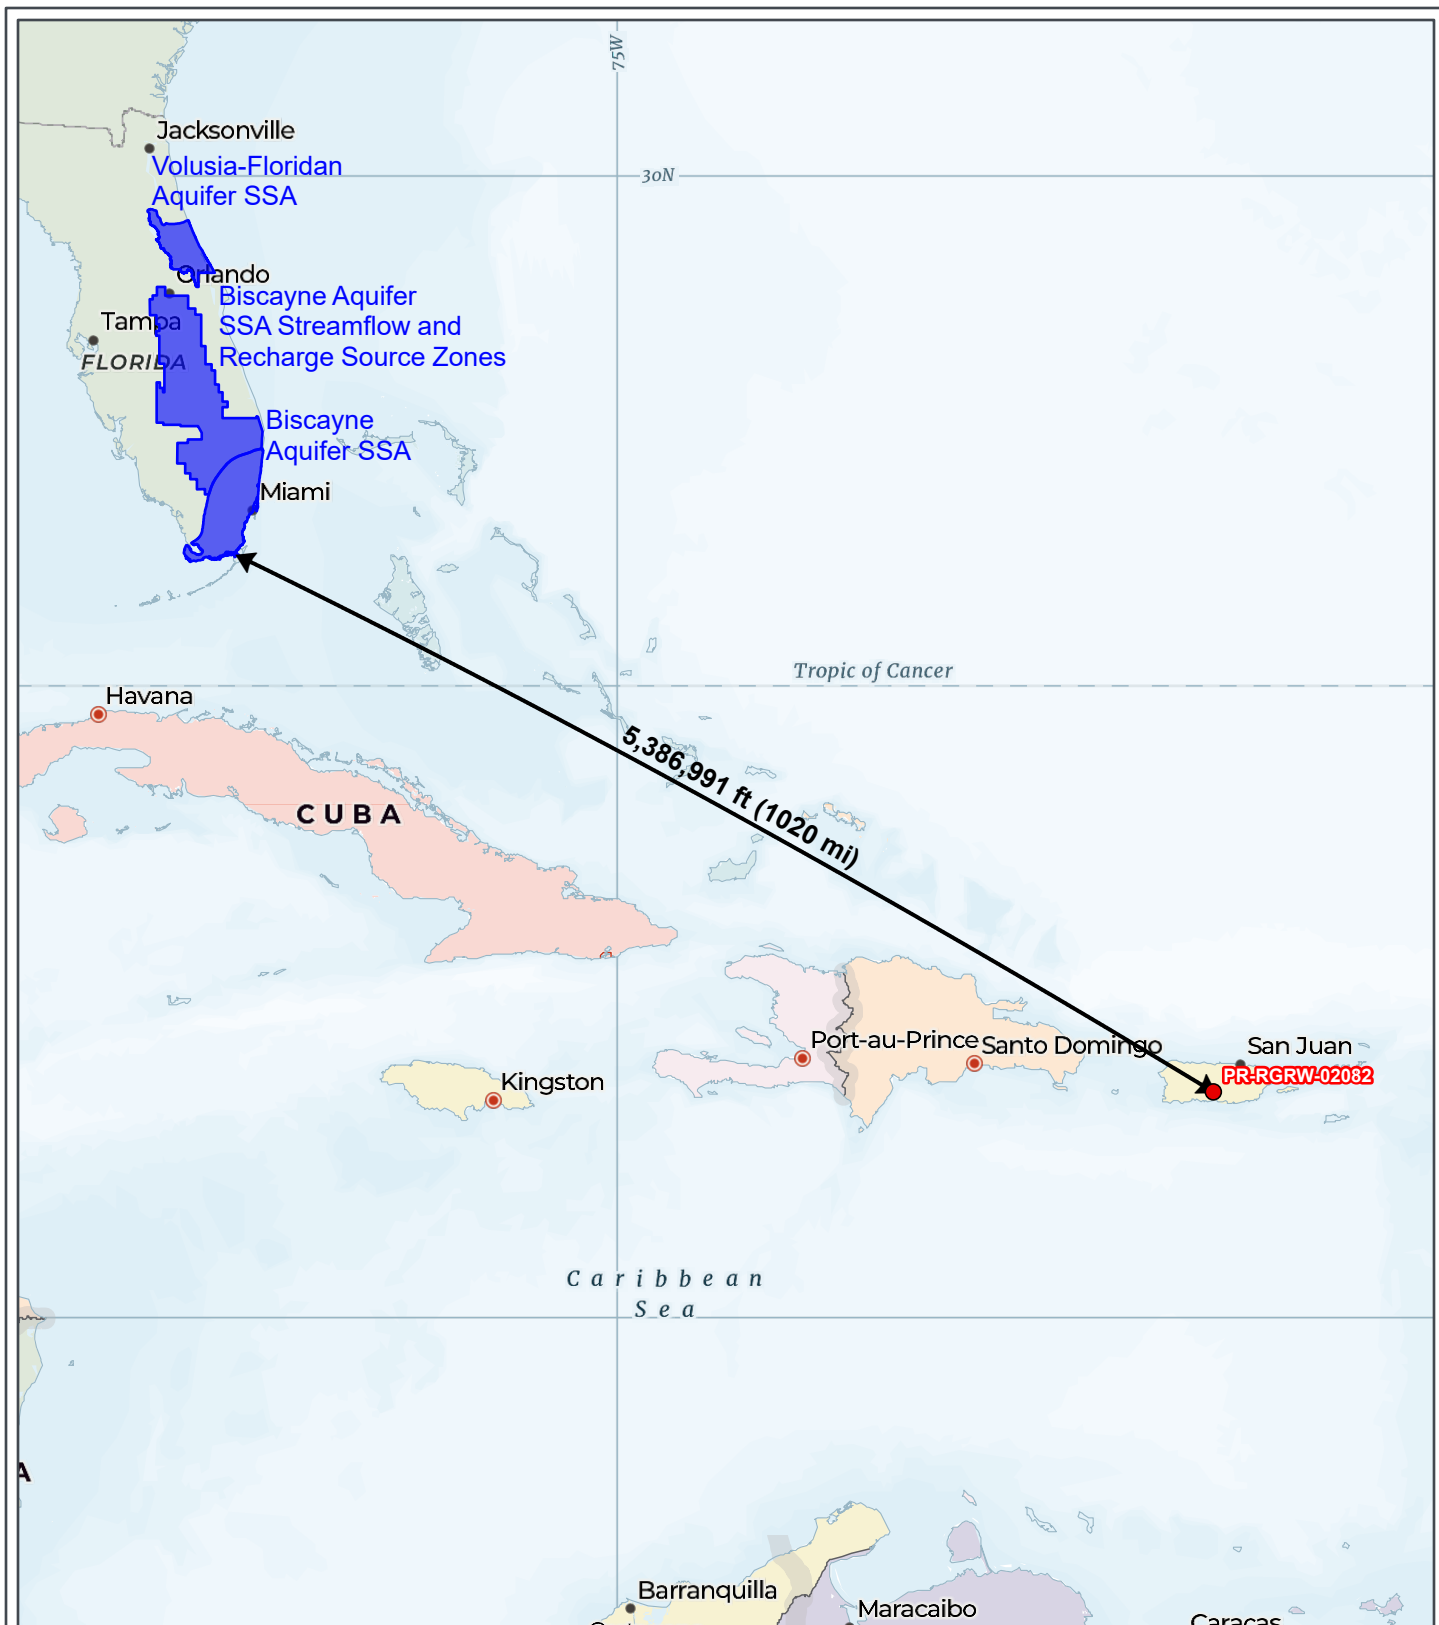 75W
Jacksonville
Volusia-Floridan
Aquifer SSA
30N
Orlando
Biscayne Aquifer
SSA Streamflow and
Recharge Source Zones
Tampa
FLORIDA
Biscayne
Aquifer SSA
Miami
Tropic of Cancer
Havana
5,386,991 ft (1020 mi)
CUBA
Port-au-Prince
Santo Domingo
San Juan
PR-RGRW-02082
Kingston
Caribbean
Sea
A
Barranquilla
Maracaibo
Caracas